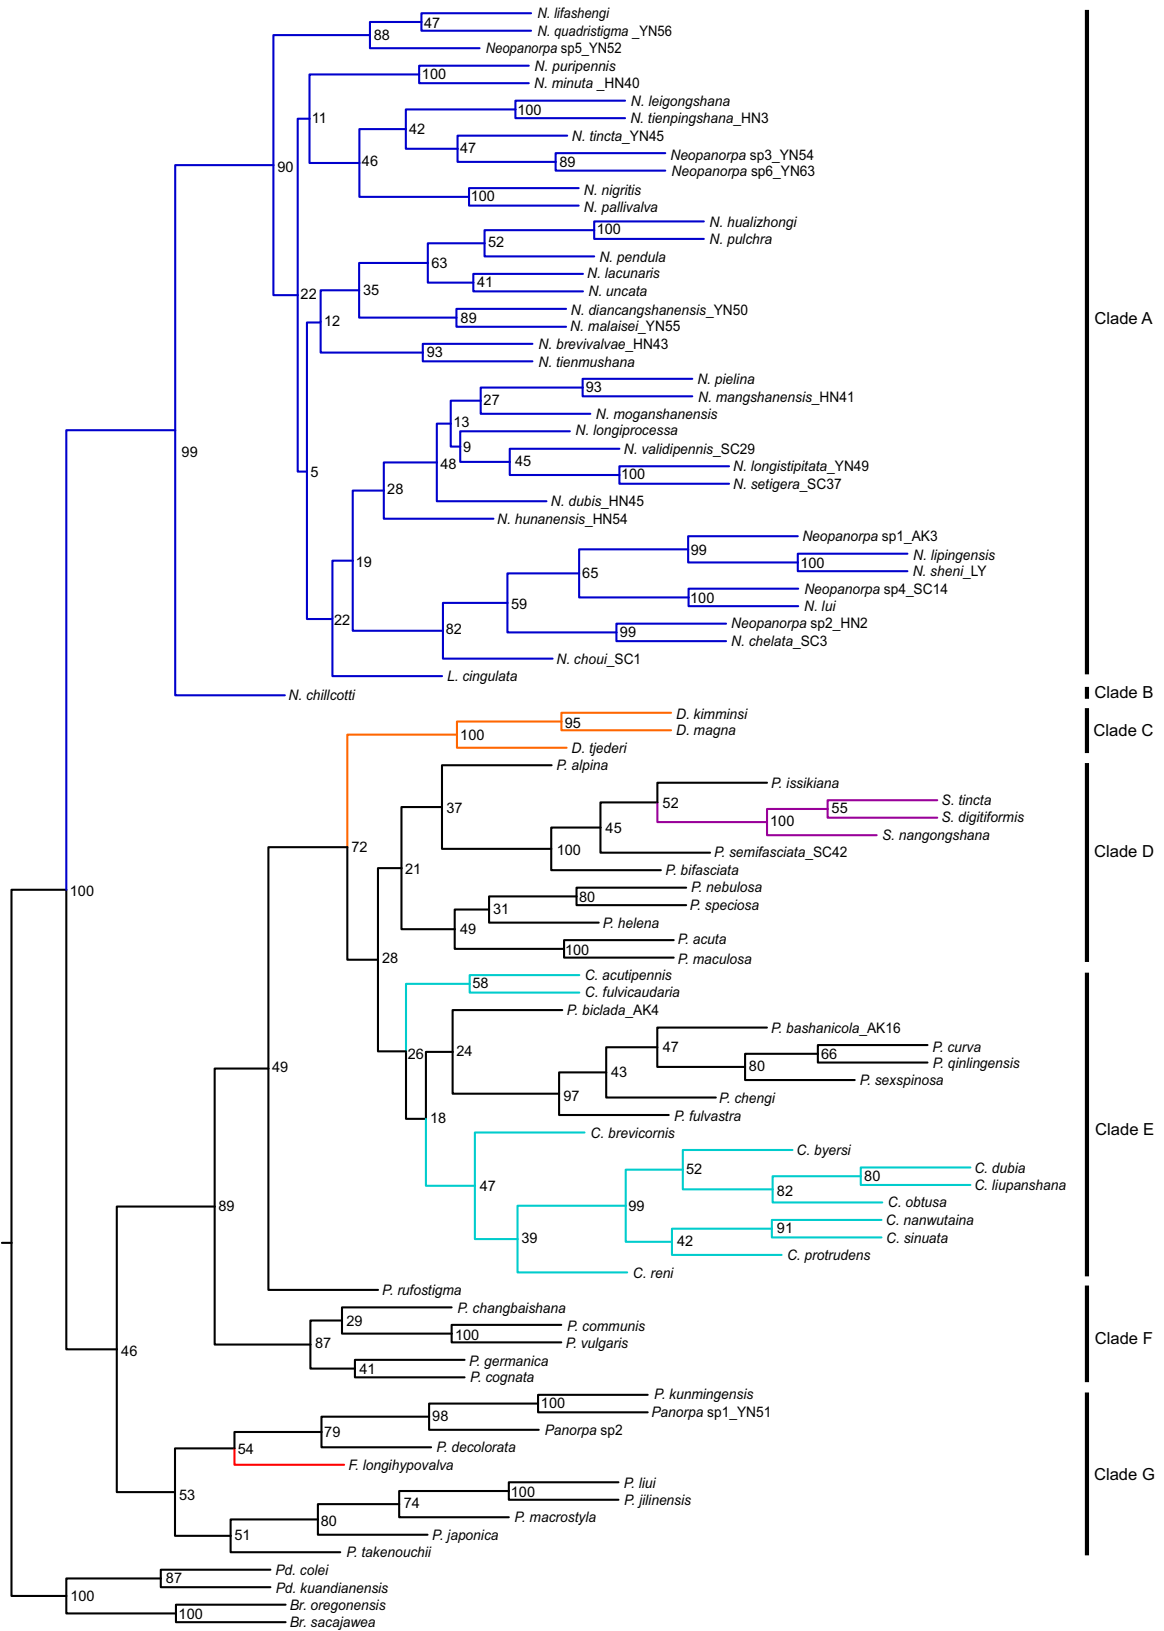 N. lifashengi
47
N. quadristigma _YN56
88
Neopanorpa sp5_YN52
N. puripennis
100
N. minuta _HN40
N. leigongshana
100
N. tienpingshana_HN3
11
42
N. tincta_YN45
47
Neopanorpa sp3_YN54
46
89
90
Neopanorpa sp6_YN63
N. nigritis
100
N. pallivalva
N. hualizhongi
100
N. pulchra
52
N. pendula
63
N. lacunaris
41
35
N. uncata
22
N. diancangshanensis_YN50
12
89
Clade A
N. malaisei_YN55
N. brevivalvae_HN43
93
N. tienmushana
N. pielina
93
N. mangshanensis_HN41
27
N. moganshanensis
13
N. longiprocessa
9
N. validipennis_SC29
99
48
45
N. longistipitata_YN49
5
100
N. setigera_SC37
28
N. dubis_HN45
N. hunanensis_HN54
Neopanorpa sp1_AK3
99
N. lipingensis
19
100
65
N. sheni_LY
Neopanorpa sp4_SC14
100
59
N. lui
22
Neopanorpa sp2_HN2
82
99
N. chelata_SC3
N. choui_SC1
L. cingulata
N. chillcotti
Clade B
D. kimminsi
95
D. magna
Clade C
100
D. tjederi
P. alpina
P. issikiana
52
S. tincta
37
55
S. digitiformis
100
45
S. nangongshana
72
100
P. semifasciata_SC42
Clade D
21
P. bifasciata
P. nebulosa
100
80
P. speciosa
31
P. helena
49
P. acuta
100
28
P. maculosa
C. acutipennis
58
C. fulvicaudaria
P. biclada_AK4
P. bashanicola_AK16
26
24
47
P. curva
66
49
43
80
P. qinlingensis
P. sexspinosa
97
P. chengi
18
P. fulvastra
Clade E
C. brevicornis
C. byersi
52
C. dubia
80
47
82
C. liupanshana
89
99
C. obtusa
C. nanwutaina
91
39
42
C. sinuata
C. protrudens
C. reni
P. rufostigma
P. changbaishana
29
P. communis
100
87
P. vulgaris
Clade F
46
P. germanica
41
P. cognata
P. kunmingensis
100
98
Panorpa sp1_YN51
79
Panorpa sp2
54
P. decolorata
F. longihypovalva
Clade G
P. liui
53
100
74
P. jilinensis
80
P. macrostyla
51
P. japonica
P. takenouchii
Pd. colei
87
Pd. kuandianensis
100
Br. oregonensis
100
Br. sacajawea